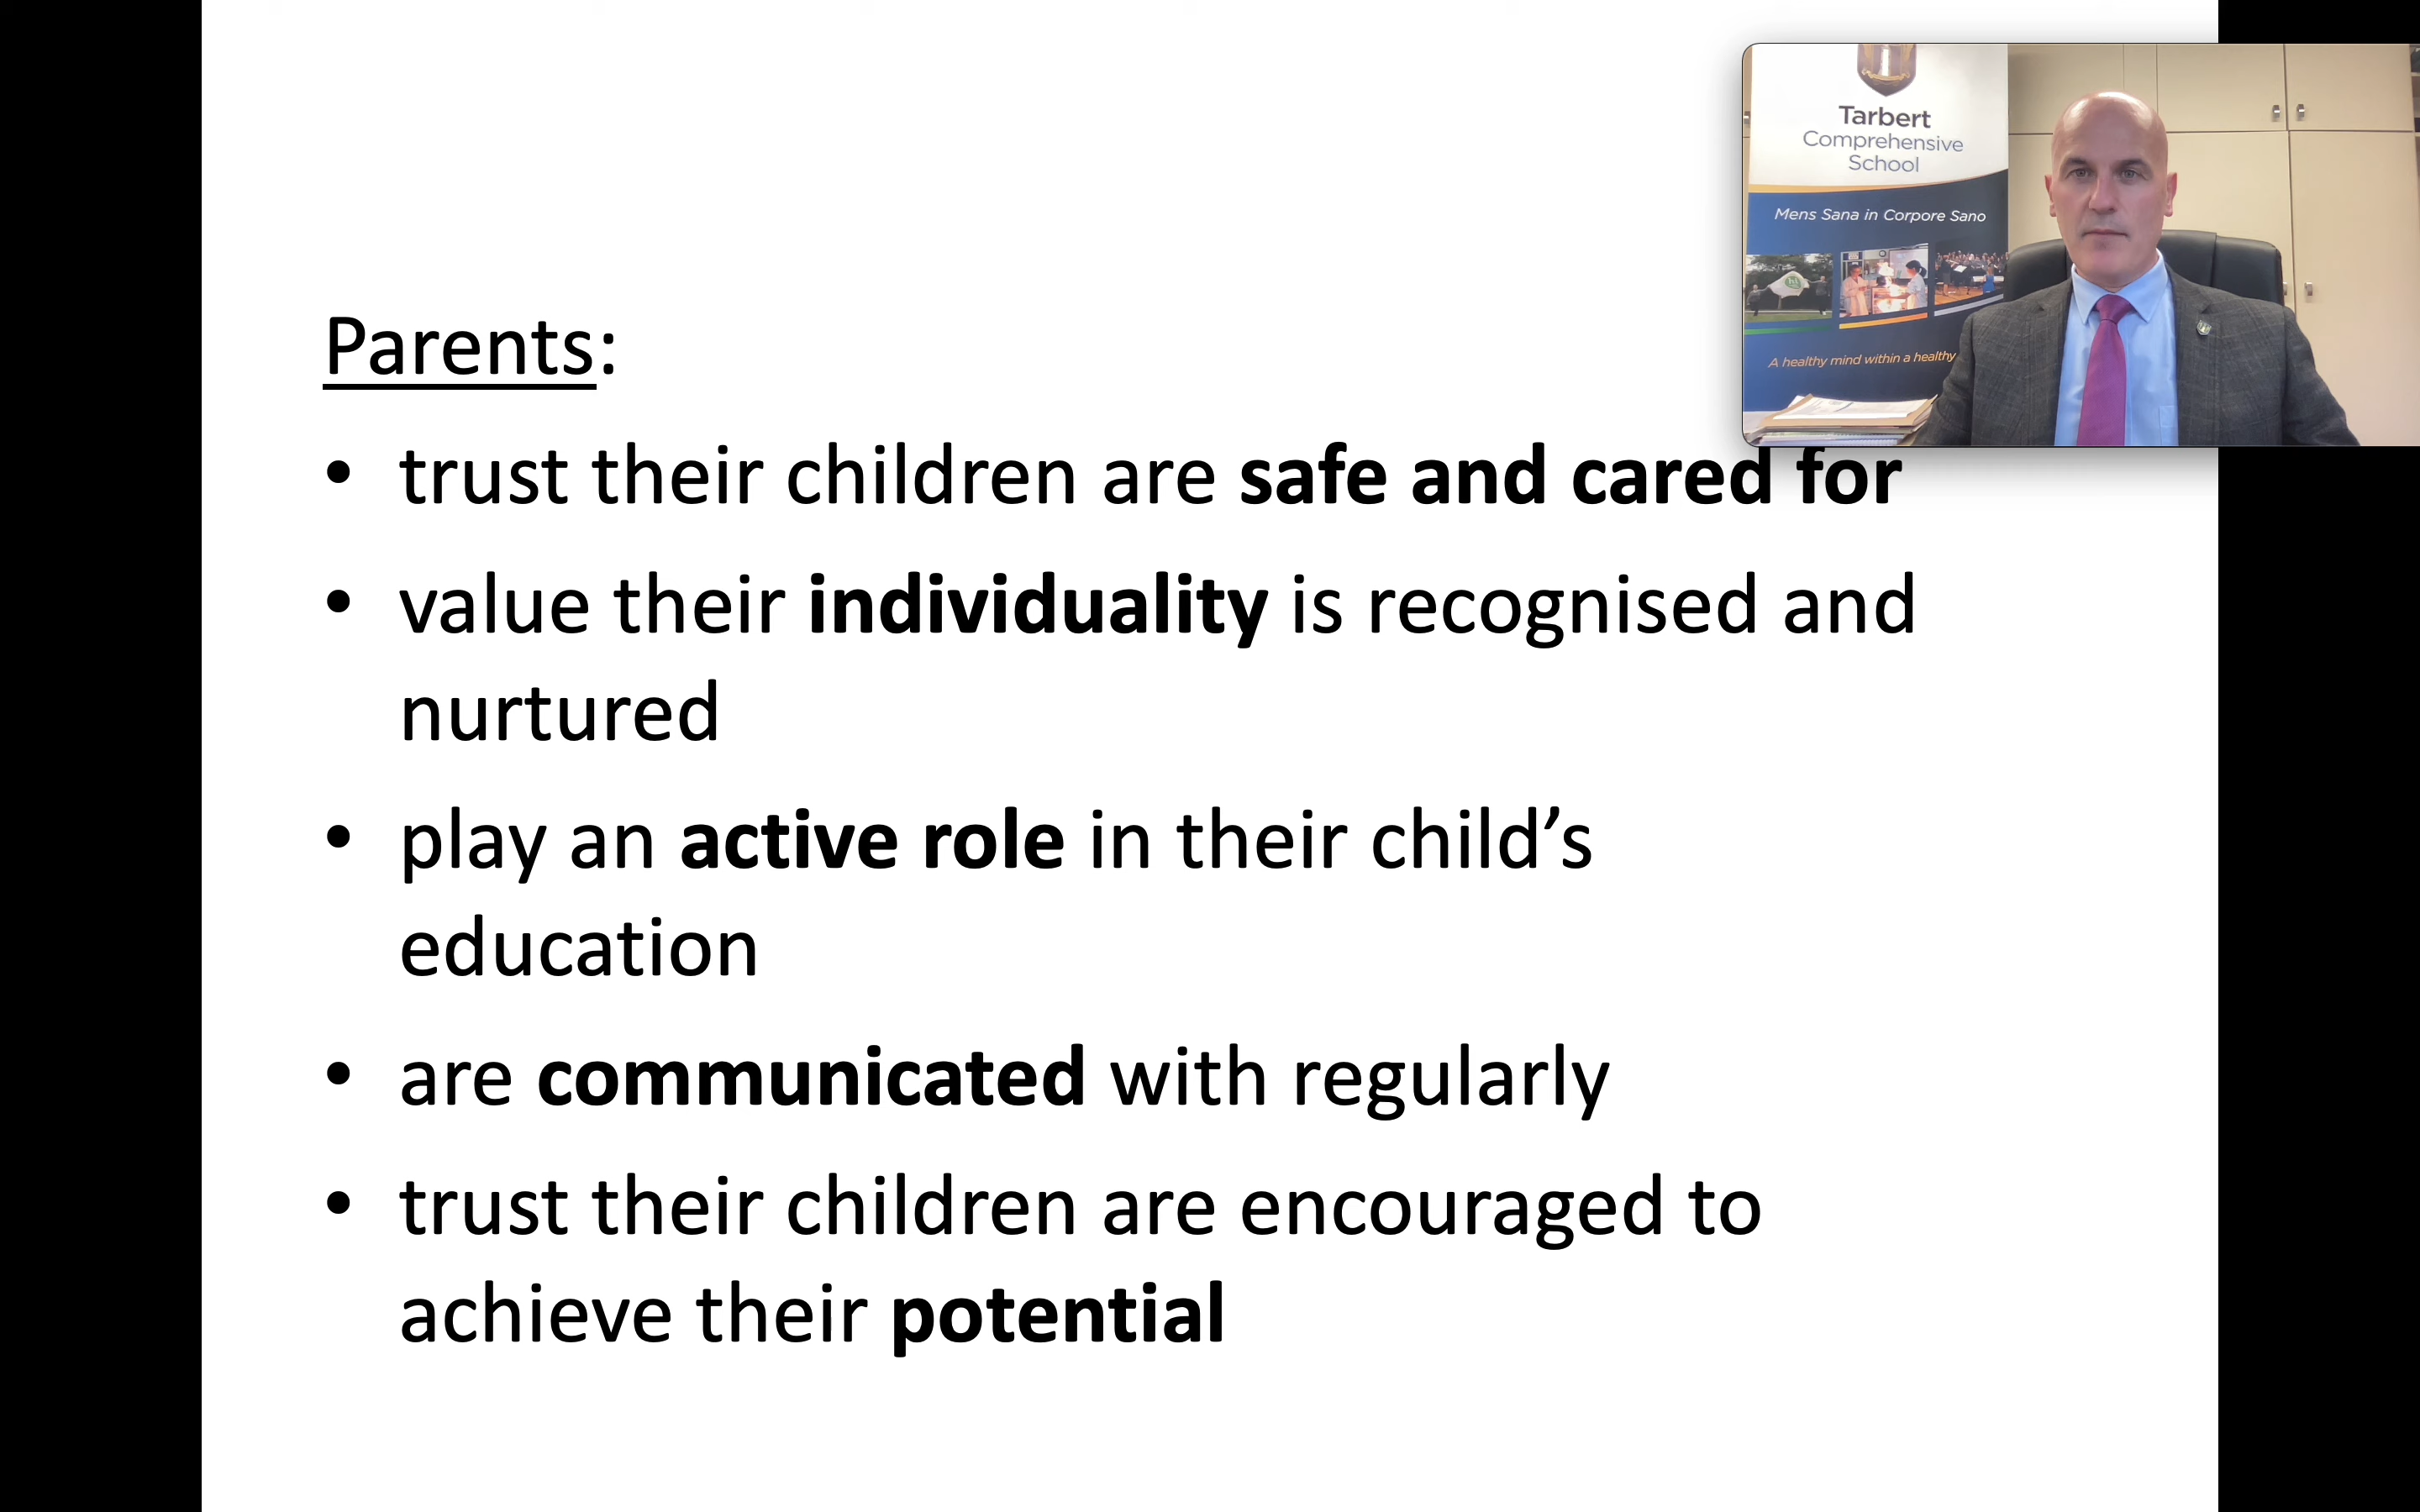 Parents:
• trust their children are safe and cared for
• value their individuality is recognised and
nurtured
• play an active role in their child’s
education
• are communicated with regularly
• trust their children are encouraged to
achieve their potential
Tarbert
Comprehensive
School
Mens Sana in Corpore Sano
A healthy mind within a healthy